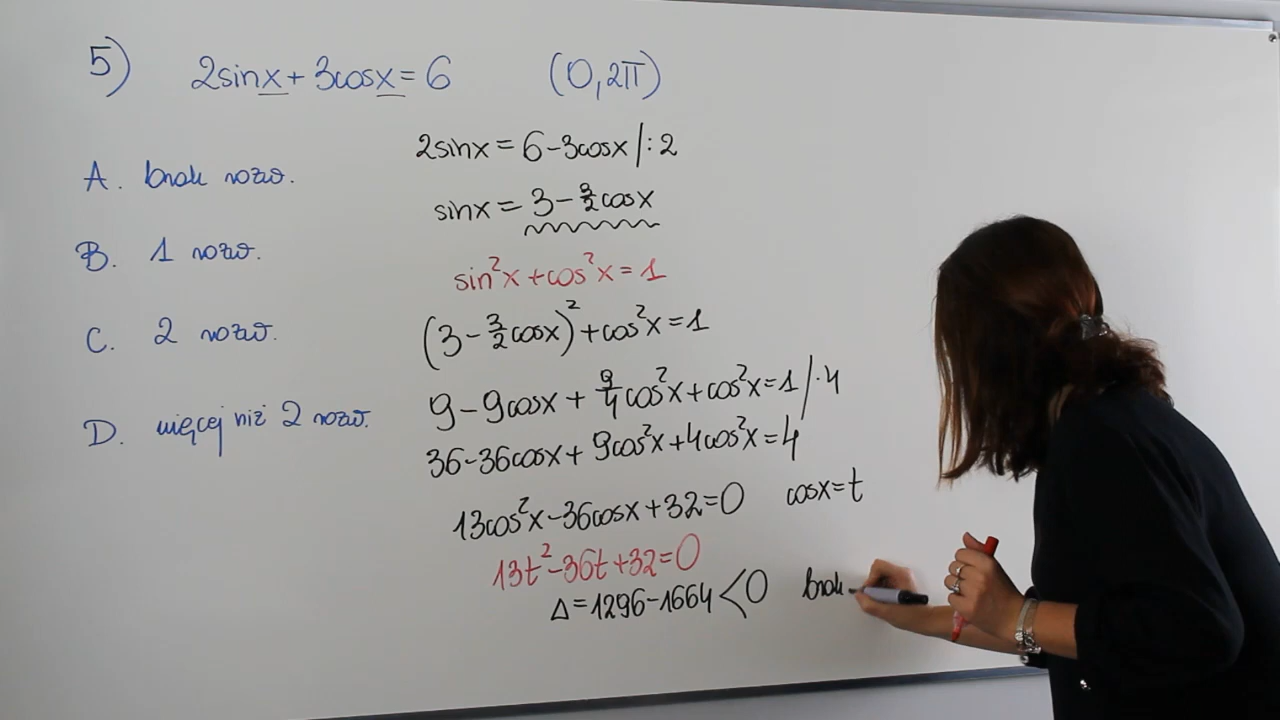 5) 2sinx + 3cosx = 6 (0, 2π)
A. brak rozw.
B. 1 rozw.
C. 2 rozw.
D. więcej niż 2 rozw.
2sinx = 6 - 3cosx / : 2
sinx = 3 - 3/2 cosx
sin²x + cos²x = 1
(3 - 3/2 cosx)² + cos²x = 1
9 - 9cosx + 9/4 cos²x + cos²x = 1 / · 4
36 - 36cosx + 9cos²x + 4cos²x = 4
13cos²x - 36cosx + 32 = 0 cosx = t
13t² - 36t + 32 = 0
Δ = 1296 - 1664 < 0 brak